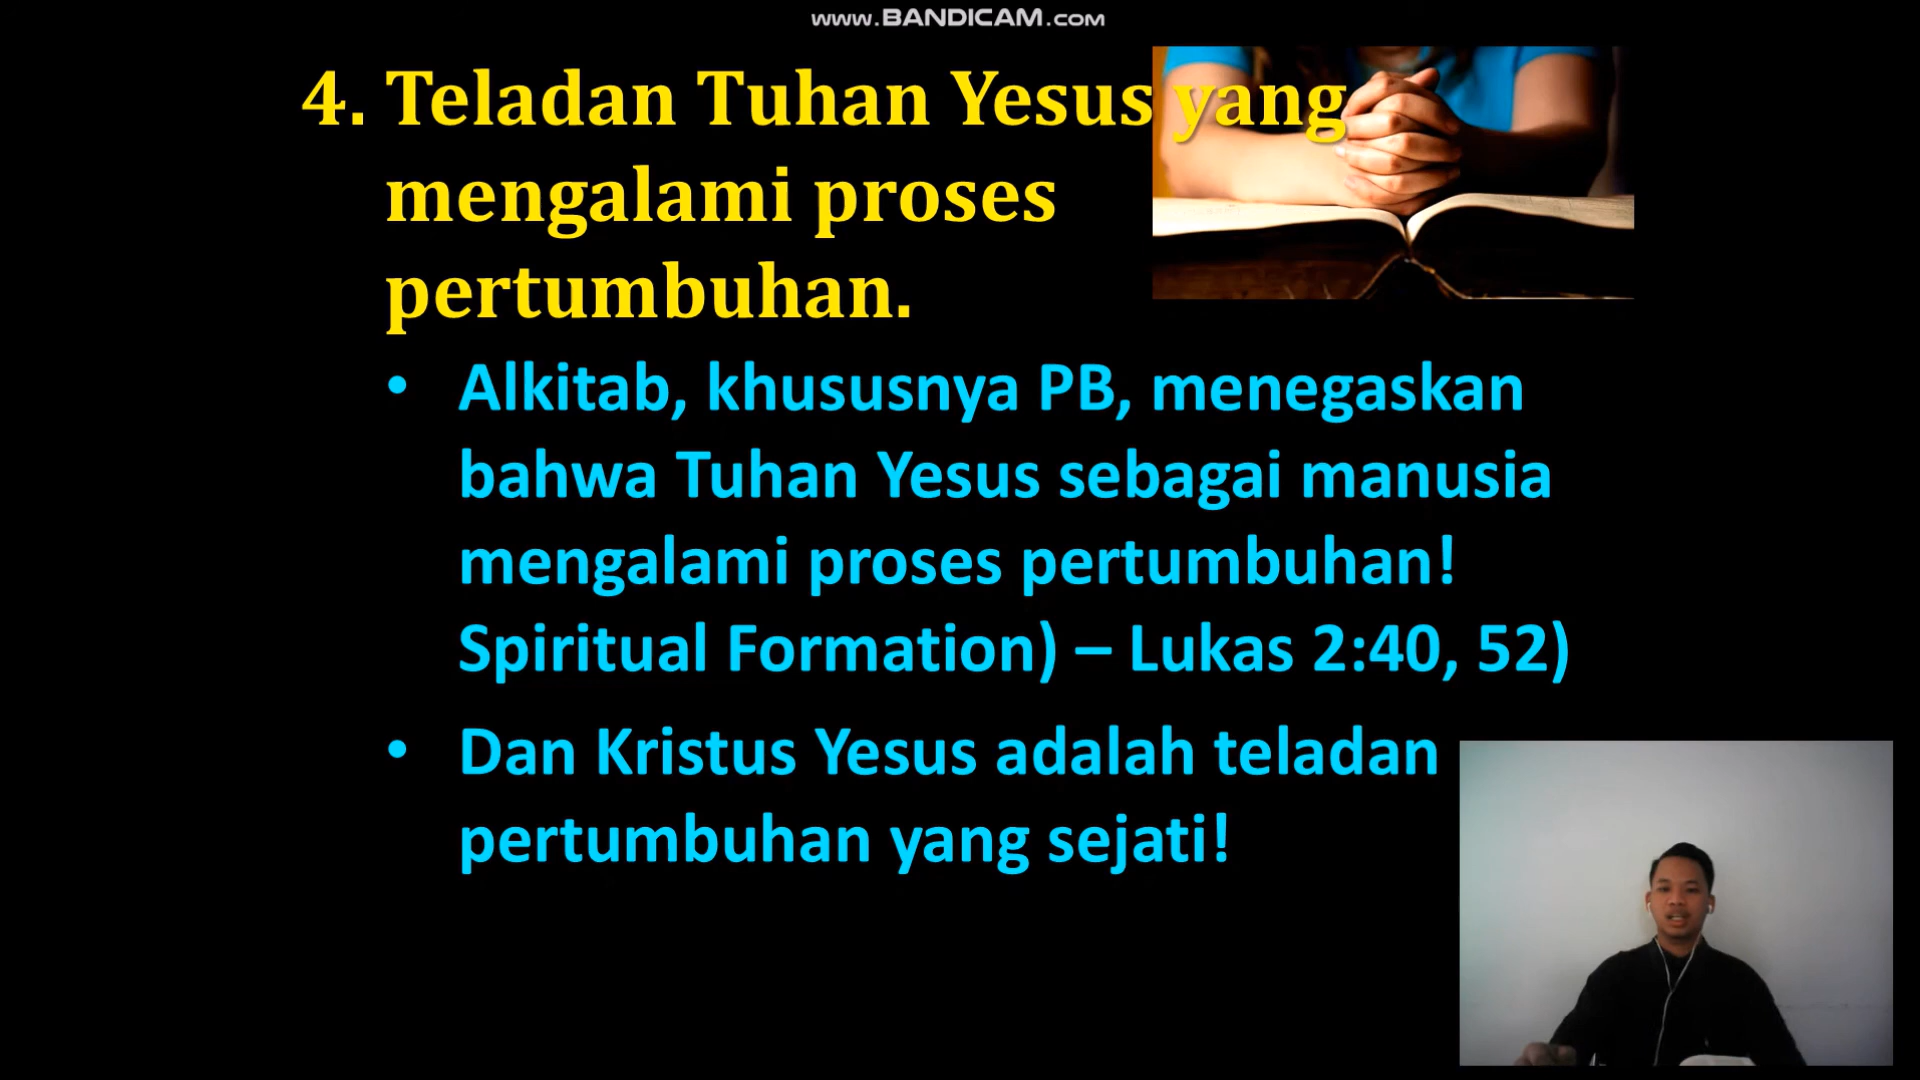 www.BANDICAM.com
4. Teladan Tuhan Yesus yang
mengalami proses
pertumbuhan.
• Alkitab, khususnya PB, menegaskan
bahwa Tuhan Yesus sebagai manusia
mengalami proses pertumbuhan!
Spiritual Formation) – Lukas 2:40, 52)
• Dan Kristus Yesus adalah teladan
pertumbuhan yang sejati!